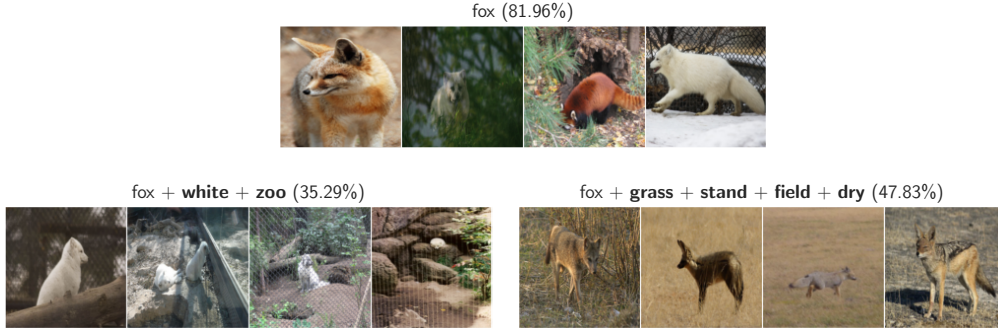 fox (81.96%)
fox + white + zoo (35.29%)
fox + grass + stand + field + dry (47.83%)